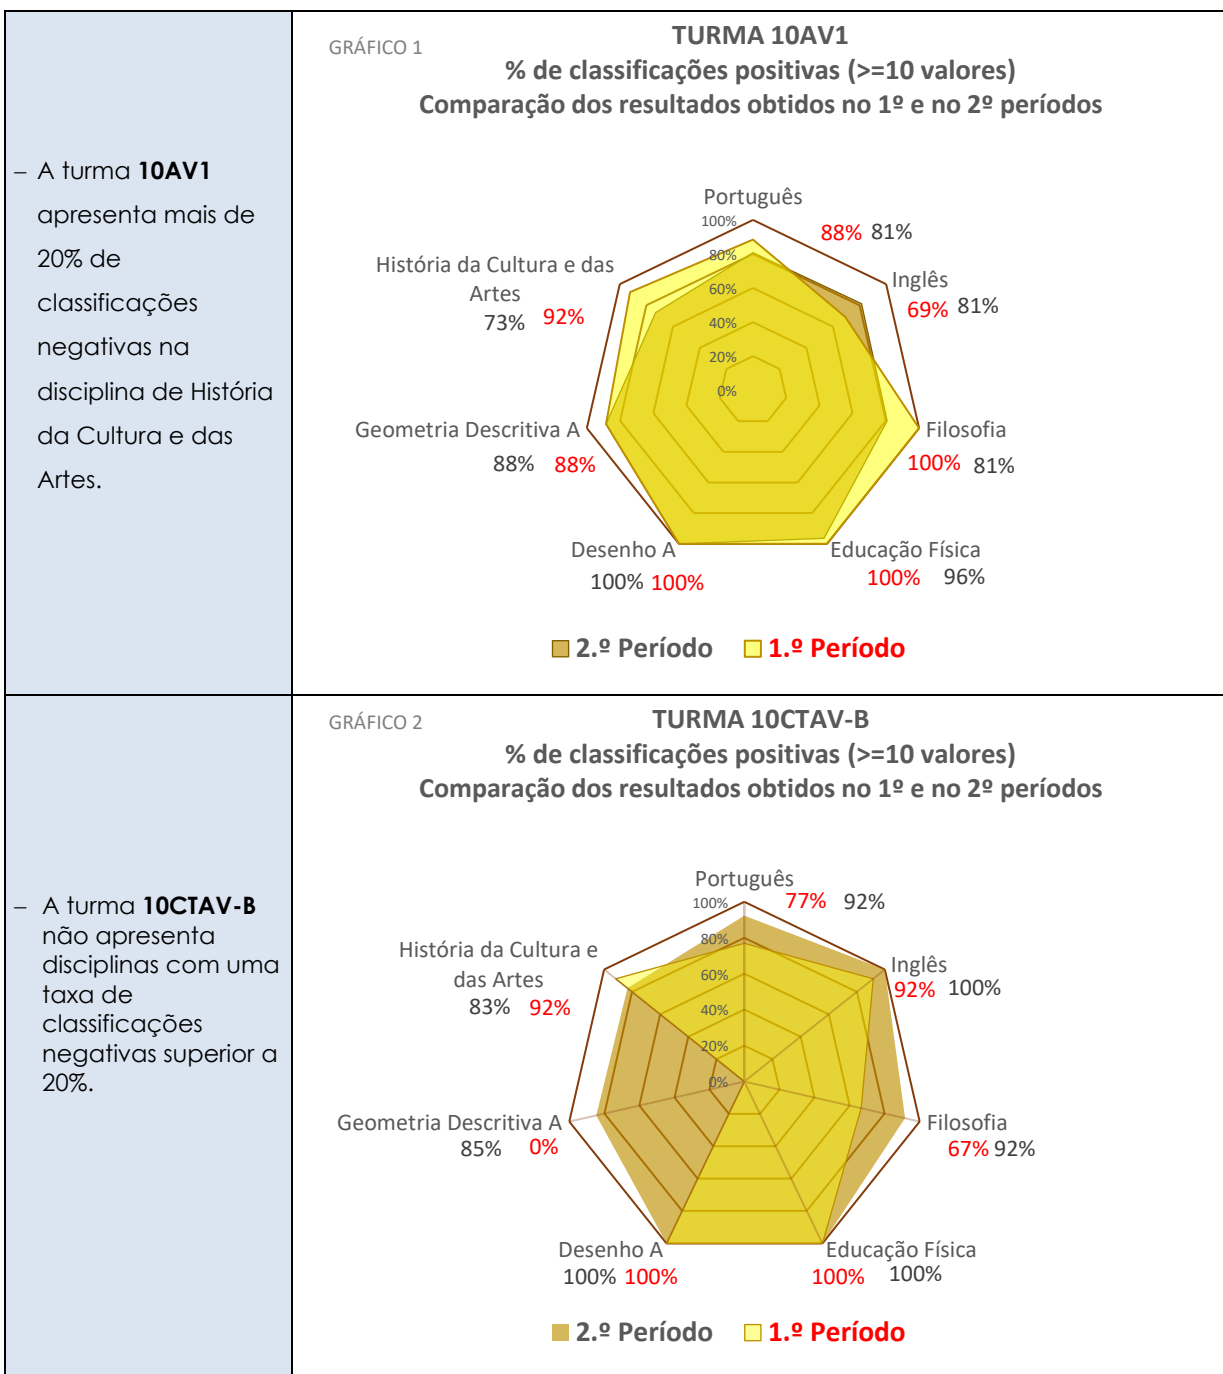 – A turma 10AV1
apresenta mais de
20% de
classificações
negativas na
disciplina de História
da Cultura e das
Artes.
GRÁFICO 1
TURMA 10AV1
% de classificações positivas (>=10 valores)
Comparação dos resultados obtidos no 1º e no 2º períodos
Português
88% 81%
Inglês
69% 81%
Filosofia
100% 81%
Educação Física
100% 96%
Desenho A
100% 100%
Geometria Descritiva A
88% 88%
História da Cultura e das
Artes
73% 92%
100%
80%
60%
40%
20%
0%
2.º Período 1.º Período
– A turma 10CTAV-B
não apresenta
disciplinas com uma
taxa de
classificações
negativas superior a
20%.
GRÁFICO 2
TURMA 10CTAV-B
% de classificações positivas (>=10 valores)
Comparação dos resultados obtidos no 1º e no 2º períodos
Português
77% 92%
Inglês
92% 100%
Filosofia
67% 92%
Educação Física
100% 100%
Desenho A
100% 100%
Geometria Descritiva A
85% 0%
História da Cultura e
das Artes
83% 92%
100%
80%
60%
40%
20%
0%
2.º Período 1.º Período